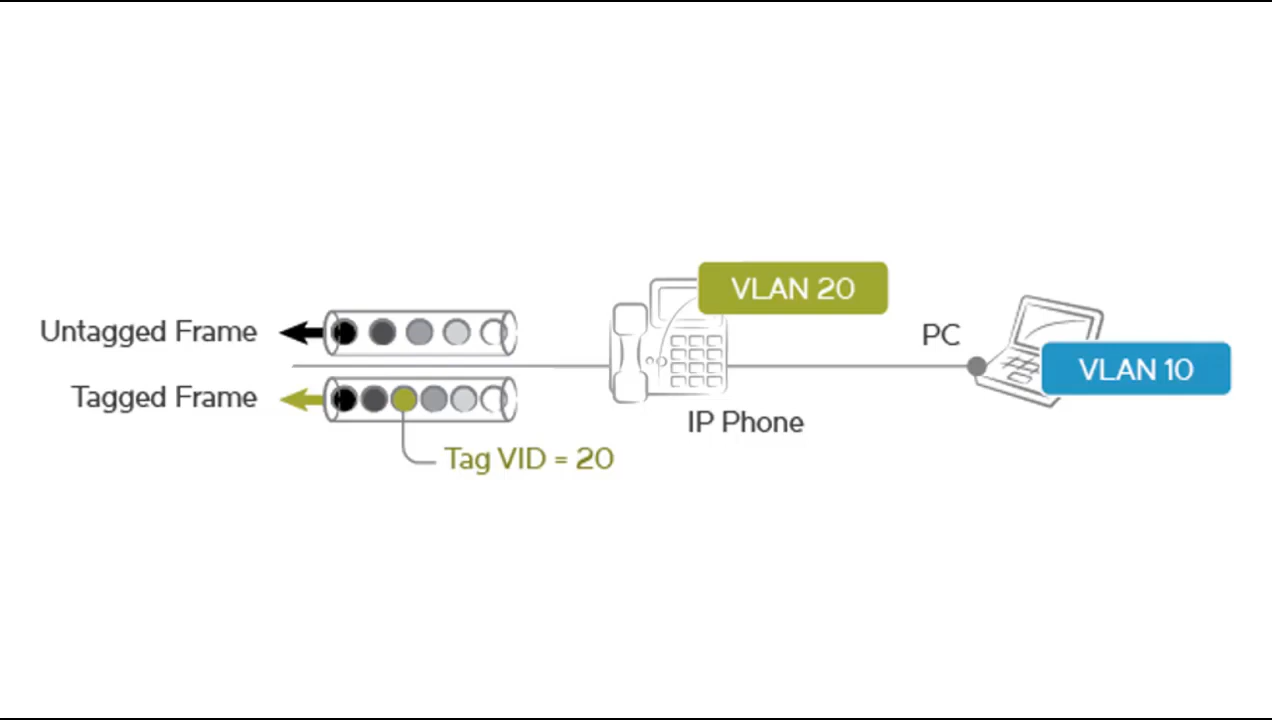 VLAN 20
Untagged Frame
PC
VLAN 10
Tagged Frame
IP Phone
Tag VID = 20